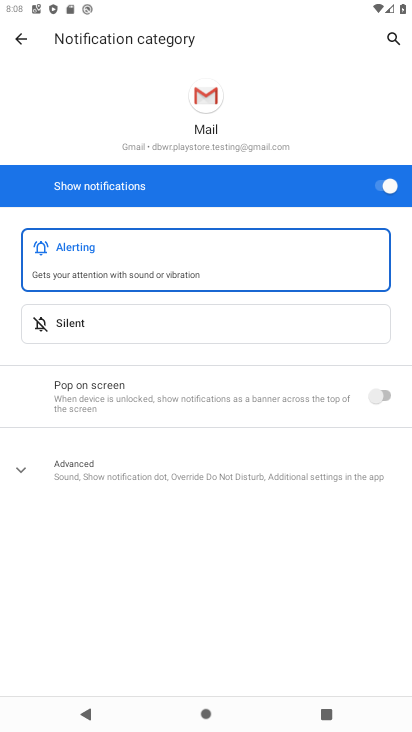 8:08
Notification category
Mail
Gmail • dbwr.playstore.testing@gmail.com
Show notifications
Alerting
Gets your attention with sound or vibration
Silent
Pop on screen
When device is unlocked, show notifications as a banner across the top of
the screen
Advanced
Sound, Show notification dot, Override Do Not Disturb, Additional settings in the app